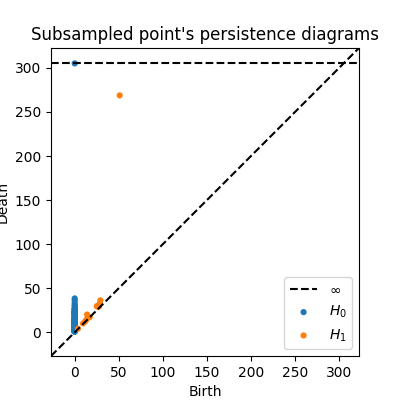 Subsampled point's persistence diagrams
300
250
200
150
100
50
0
Death
∞
H₀
H₁
0 50 100 150 200 250 300
Birth